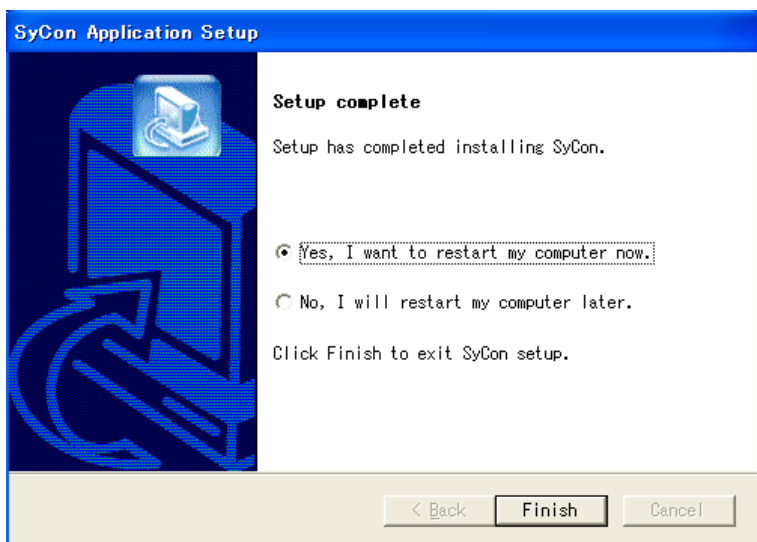 SyCon Application Setup
Setup complete
Setup has completed installing SyCon.
Yes, I want to restart my computer now.
No, I will restart my computer later.
Click Finish to exit SyCon setup.
< Back Finish Cancel